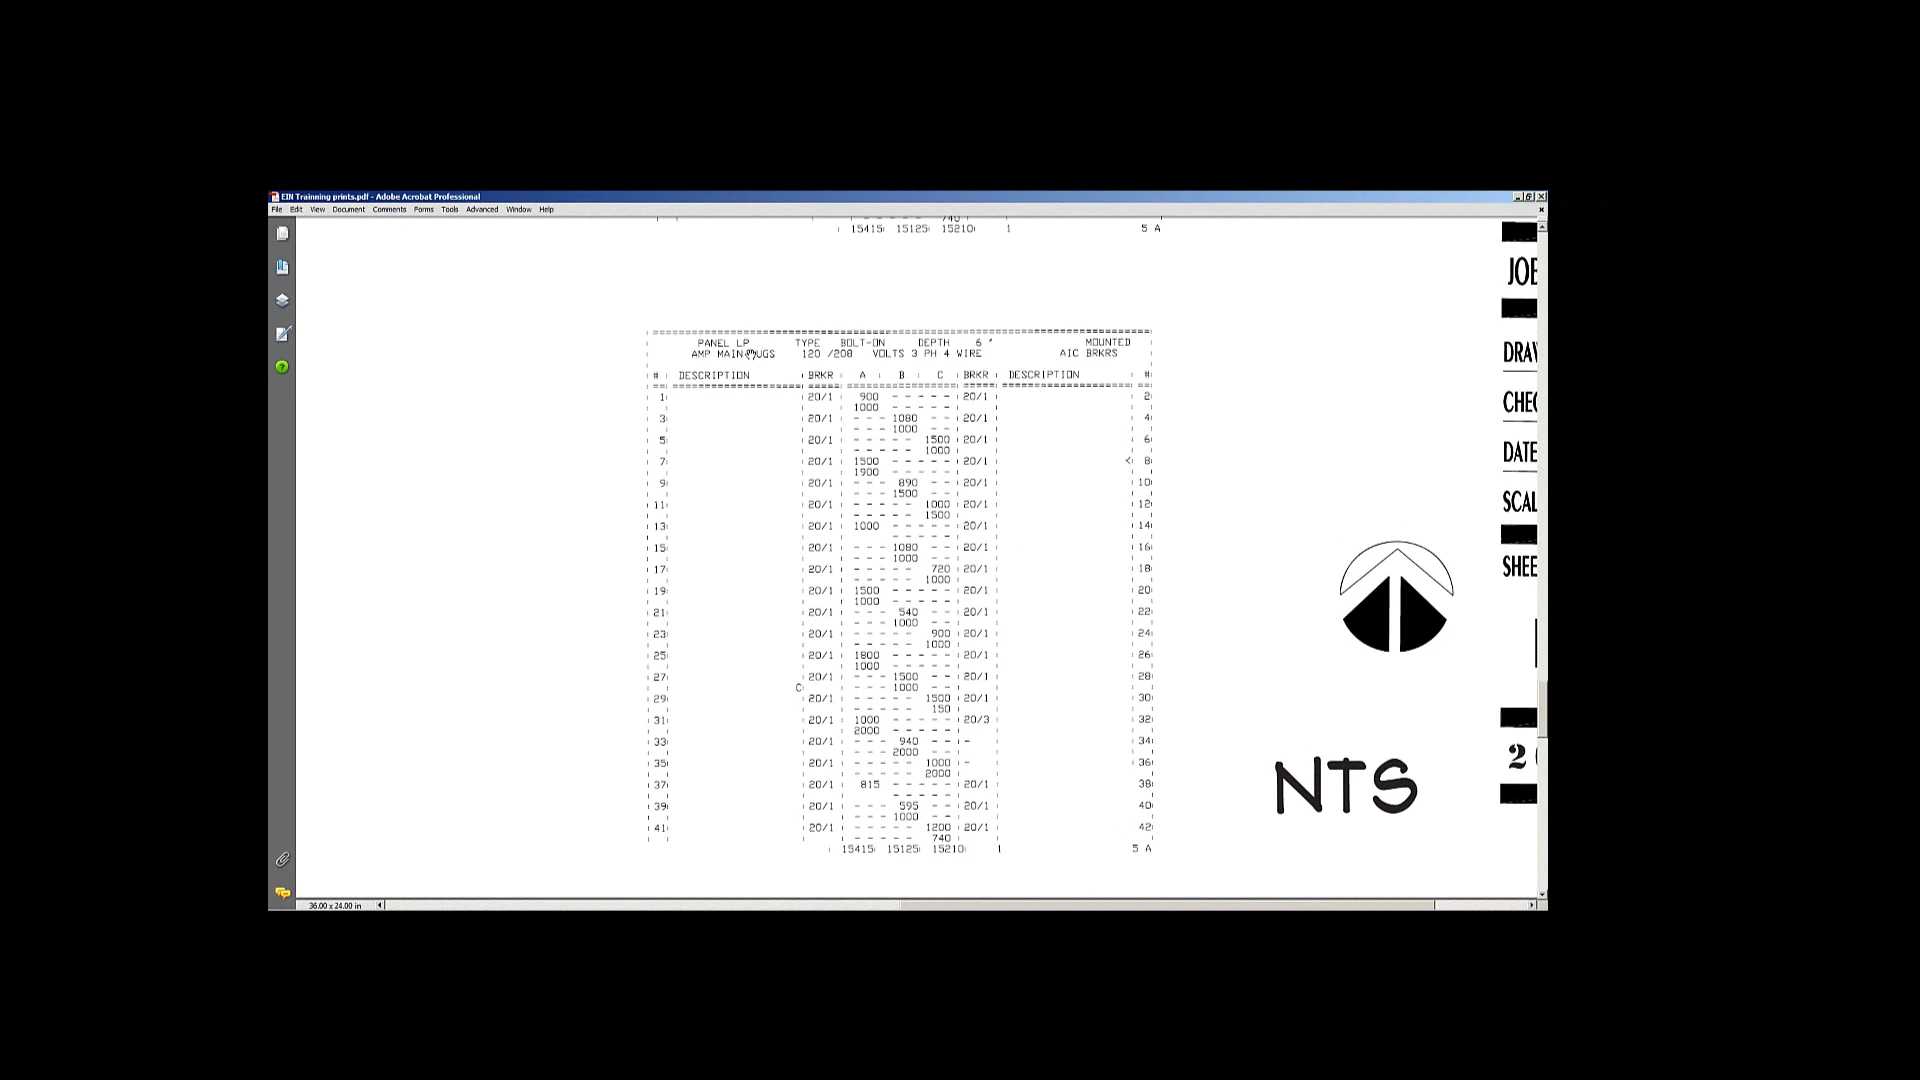 EIN Trainning prints.pdf - Adobe Acrobat Professional
File Edit View Document Comments Forms Tools Advanced Window Help
15415 15125 15210 1 5 A
PANEL LP TYPE BOLT-ON DEPTH 6 " MOUNTED
AMP MAIN 120 /208 VOLTS 3 PH 4 WIRE AIC BRKRS
# DESCRIPTION BRKR A B C BRKR DESCRIPTION #
1 20/1 900 - - - - - 20/1 2
1000
3 20/1 - - - 1080 - - 20/1 4
- - - 1000 - -
5 20/1 - - - - - 1500 20/1 6
- - - - - 1000
7 20/1 1500 - - - - - 20/1 < 8
1900 - - - - -
9 20/1 - - - 890 - - 20/1 10
- - - 1500 - -
11 20/1 - - - - - 1000 20/1 12
- - - - - 1500
13 20/1 1000 - - - - - 20/1 14
- - - - -
15 20/1 - - - 1080 - - 20/1 16
- - - 1000 - -
17 20/1 - - - - - 720 20/1 18
- - - - - 1000
19 20/1 1500 - - - - - 20/1 20
1000 - - - - -
21 20/1 - - - 540 - - 20/1 22
- - - 1000 - -
23 20/1 - - - - - 900 20/1 24
- - - - - 1000
25 20/1 1800 - - - - - 20/1 26
1000 - - - - -
27 20/1 - - - 1500 - - 20/1 28
C - - - 1000 - -
29 20/1 - - - - - 1500 20/1 30
- - - - - 150
31 20/1 1000 - - - - - 20/3 32
2000 - - - - -
33 20/1 - - - 940 - - - 34
- - - 2000 - -
35 20/1 - - - - - 1000 - 36
- - - - - 2000
37 20/1 815 - - - - - 20/1 38
- - - - -
39 20/1 - - - 595 - - 20/1 40
- - - 1000 - -
41 20/1 - - - - - 1200 20/1 42
- - - - - 740
15415 15125 15210 1 5 A
NTS
JOB
DRAW
CHEC
DATE
SCAL
SHEE
2
36.00 x 24.00 in